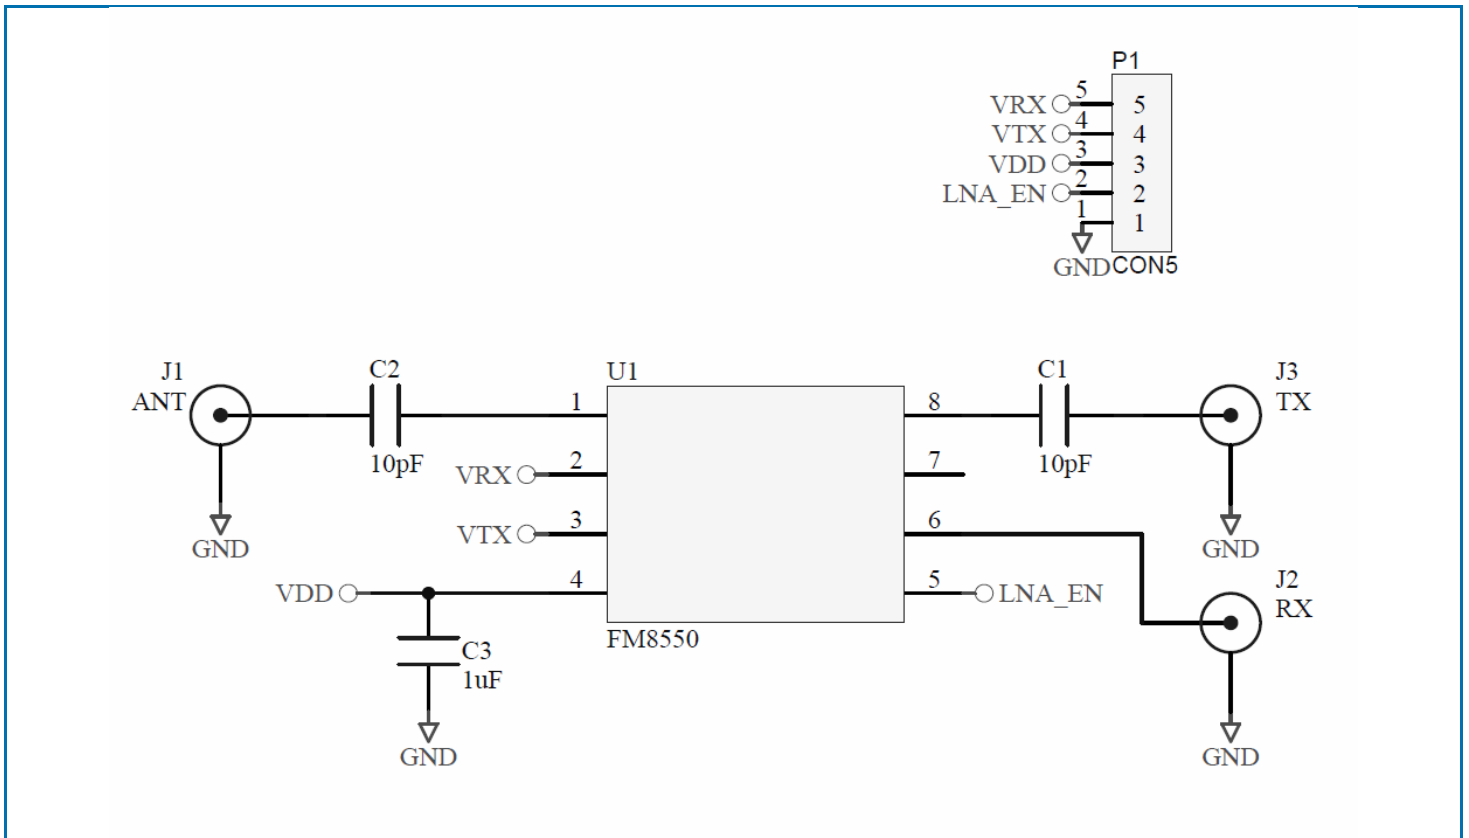 P1
VRX 5 5
VTX 4 4
VDD 3 3
LNA_EN 2 2
1 1
GND CON5
J1
ANT
C2
10pF
GND
U1
1
VRX 2
VTX 3
VDD 4
C3
1uF
GND
FM8550
8
7
6
5 LNA_EN
C1
10pF
J3
TX
GND
J2
RX
GND